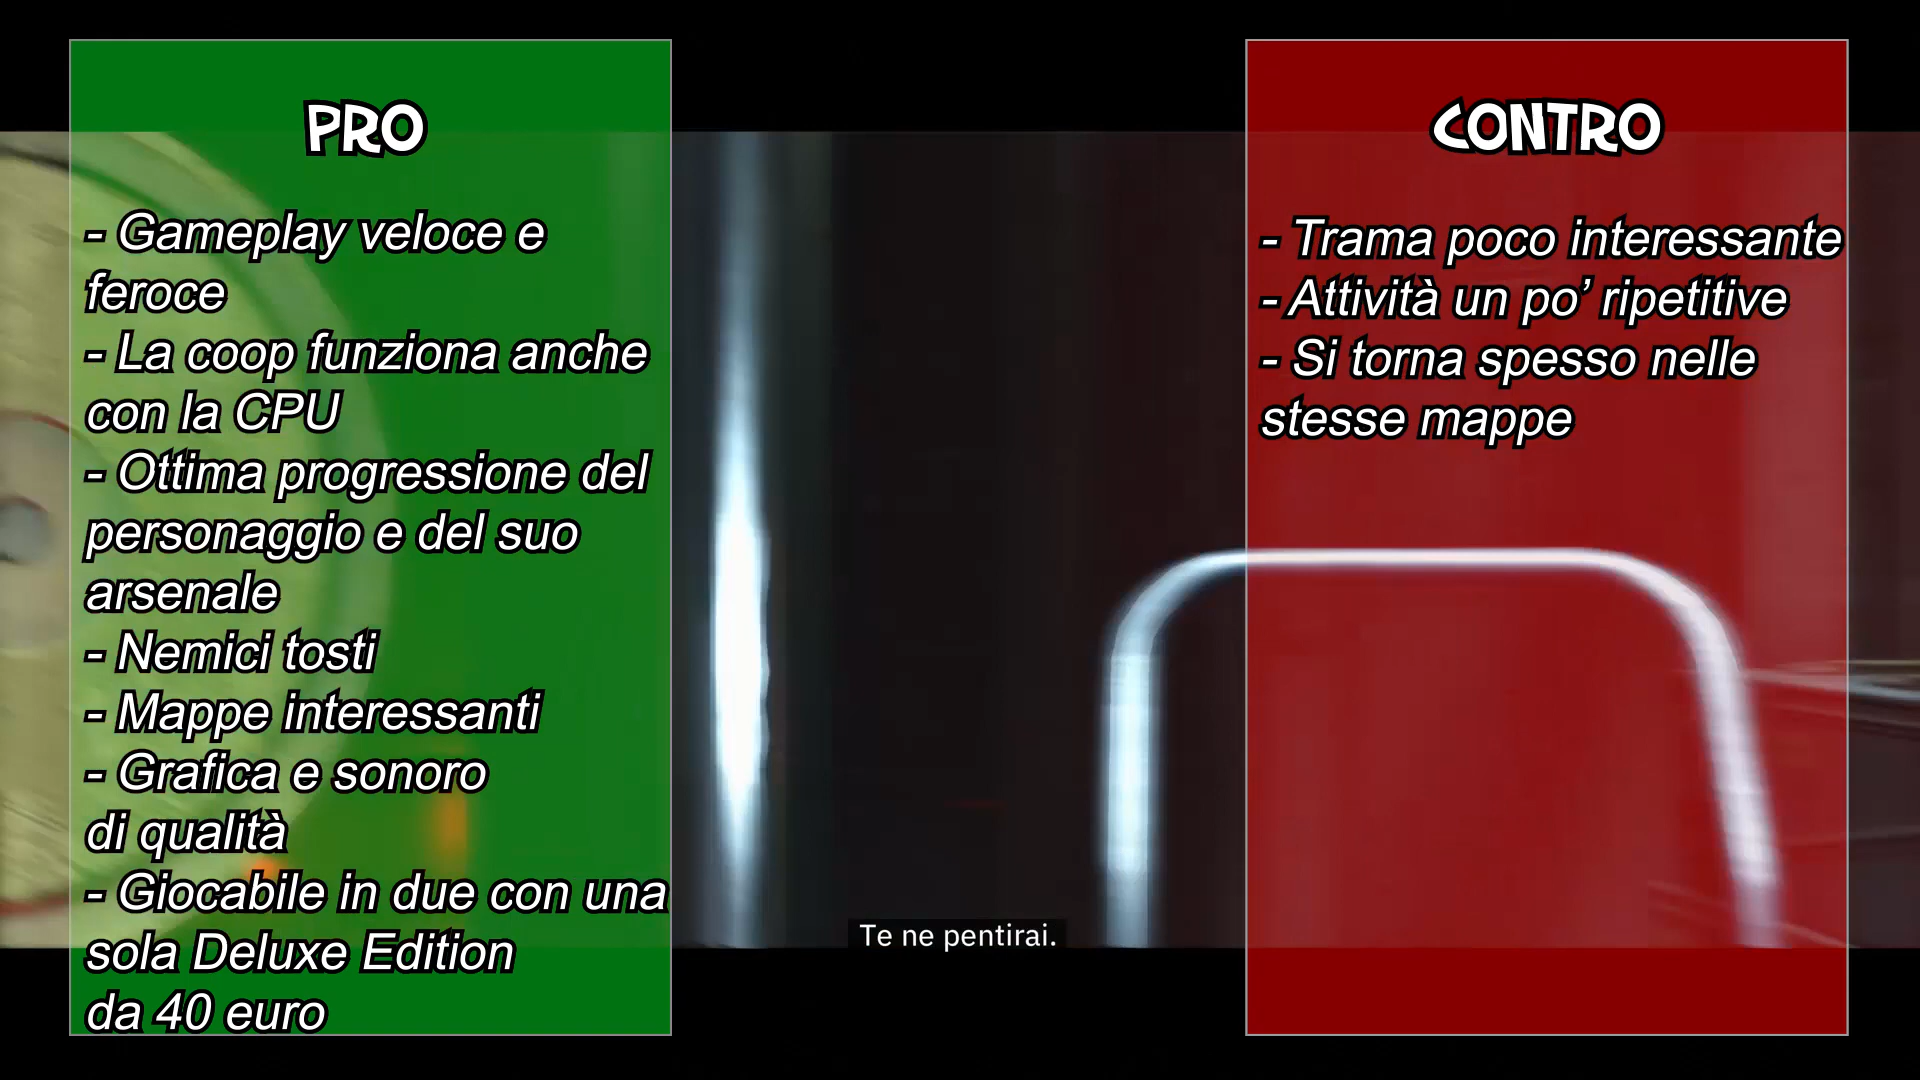 PRO
- Gameplay veloce e
feroce
- La coop funziona anche
con la CPU
- Ottima progressione del
personaggio e del suo
arsenale
- Nemici tosti
- Mappe interessanti
- Grafica e sonoro
di qualità
- Giocabile in due con una
sola Deluxe Edition
da 40 euro
CONTRO
- Trama poco interessante
- Attività un po’ ripetitive
- Si torna spesso nelle
stesse mappe
Te ne pentirai.